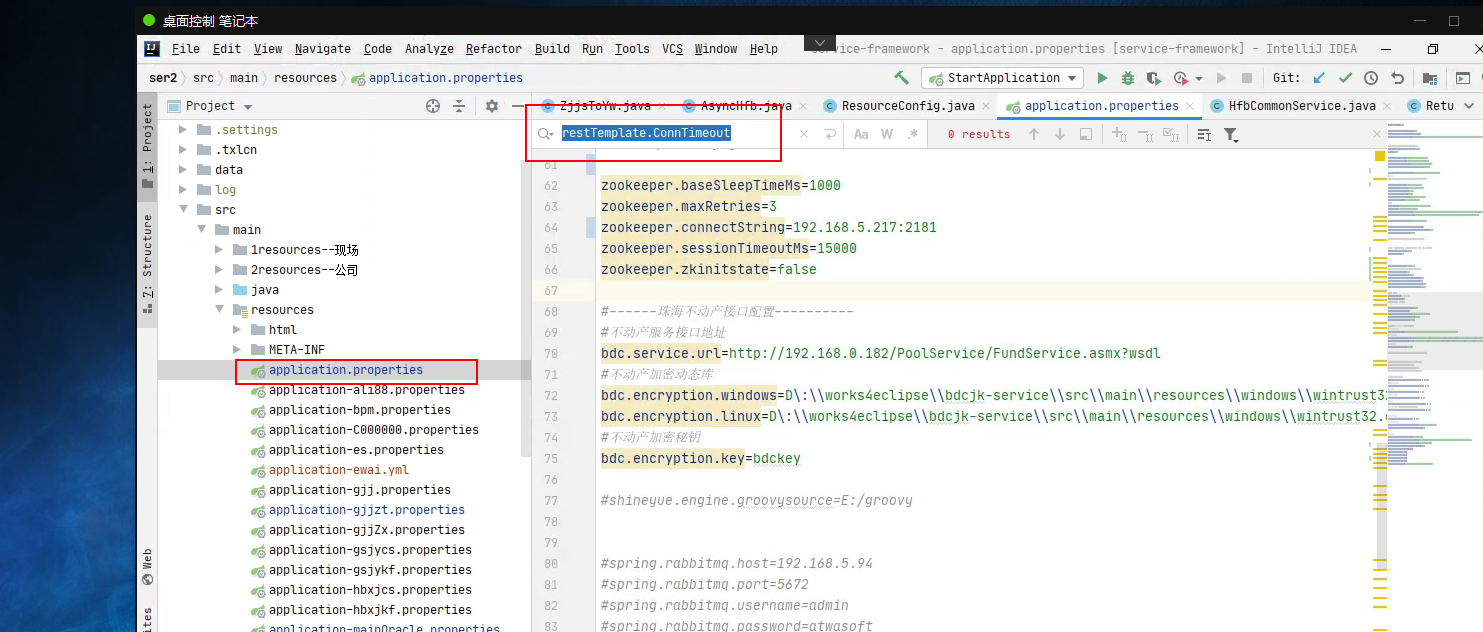 桌面控制 笔记本
File Edit View Navigate Code Analyze Refactor Build Run Tools VCS Window Help service-framework - application.properties [service-framework] - IntelliJ IDEA
ser2 src main resources application.properties StartApplication Git:
Project ZjjsToYw.java AsyncHfb.java ResourceConfig.java application.properties HfbCommonService.java Retu
restTemplate.ConnTimeout Aa W .* 0 results
1: Project
7: Structure
Web
.settings
.txlcn
data
log
src
main
1resources--现场
2resources--公司
java
resources
html
META-INF
application.properties
application-ali88.properties
application-bpm.properties
application-C000000.properties
application-es.properties
application-ewai.yml
application-gjj.properties
application-gjjzt.properties
application-gjjZx.properties
application-gsjycs.properties
application-gsjykf.properties
application-hbxjcs.properties
application-hbxjkf.properties
application-mainOracle.properties
61
62 zookeeper.baseSleepTimeMs=1000
63 zookeeper.maxRetries=3
64 zookeeper.connectString=192.168.5.217:2181
65 zookeeper.sessionTimeoutMs=15000
66 zookeeper.zkinitstate=false
67
68 #------珠海不动产接口配置----------
69 #不动产服务接口地址
70 bdc.service.url=http://192.168.0.182/PoolService/FundService.asmx?wsdl
71 #不动产加密动态库
72 bdc.encryption.windows=D\:\\works4eclipse\\bdcjk-service\\src\\main\\resources\\windows\\wintrust3
73 bdc.encryption.linux=D\:\\works4eclipse\\bdcjk-service\\src\\main\\resources\\windows\\wintrust32.
74 #不动产加密秘钥
75 bdc.encryption.key=bdckey
76
77 #shineyue.engine.groovysource=E:/groovy
78
79
80 #spring.rabbitmq.host=192.168.5.94
81 #spring.rabbitmq.port=5672
82 #spring.rabbitmq.username=admin
83 #spring.rabbitmq.password=atwasoft